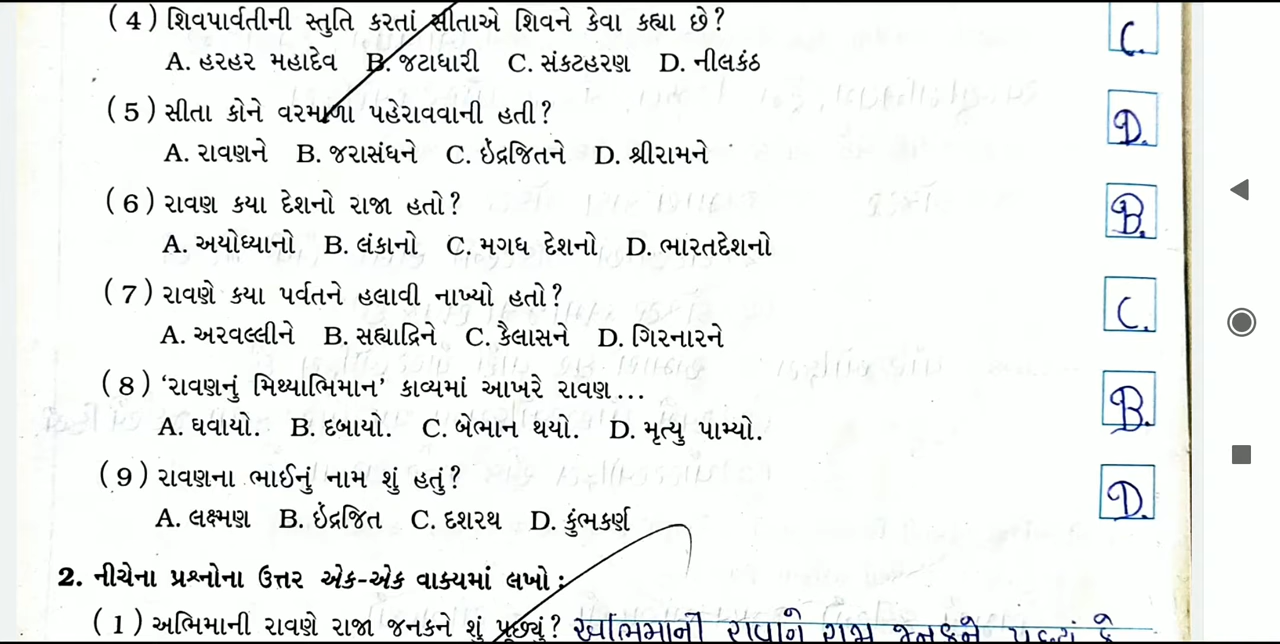 (4) શિવપાર્વતીની સ્તુતિ કરતાં સીતાએ શિવને કેવા કહ્યા છે? C.
A. હરહર મહાદેવ B. જટાધારી C. સંકટહરણ D. નીલકંઠ
(5) સીતા કોને વરમાળા પહેરાવવાની હતી? D.
A. રાવણને B. જરાસંધને C. ઇંદ્રજિતને D. શ્રીરામને
(6) રાવણ કયા દેશનો રાજા હતો? B.
A. અયોધ્યાનો B. લંકાનો C. મગધ દેશનો D. ભારતદેશનો
(7) રાવણે કયા પર્વતને હલાવી નાખ્યો હતો? C.
A. અરવલ્લીને B. સહ્યાદ્રિને C. કૈલાસને D. ગિરનારને
(8) ‘રાવણનું મિથ્યાભિમાન’ કાવ્યમાં આખરે રાવણ... B.
A. ઘવાયો. B. દબાયો. C. બેભાન થયો. D. મૃત્યુ પામ્યો.
(9) રાવણના ભાઈનું નામ શું હતું? D.
A. લક્ષ્મણ B. ઇંદ્રજિત C. દશરથ D. કુંભકર્ણ
2. નીચેના પ્રશ્નોના ઉત્તર એક-એક વાક્યમાં લખો :
(1) અભિમાની રાવણે રાજા જનકને શું પૂછ્યું? અભિમાની રાવણે રાજા જનકને